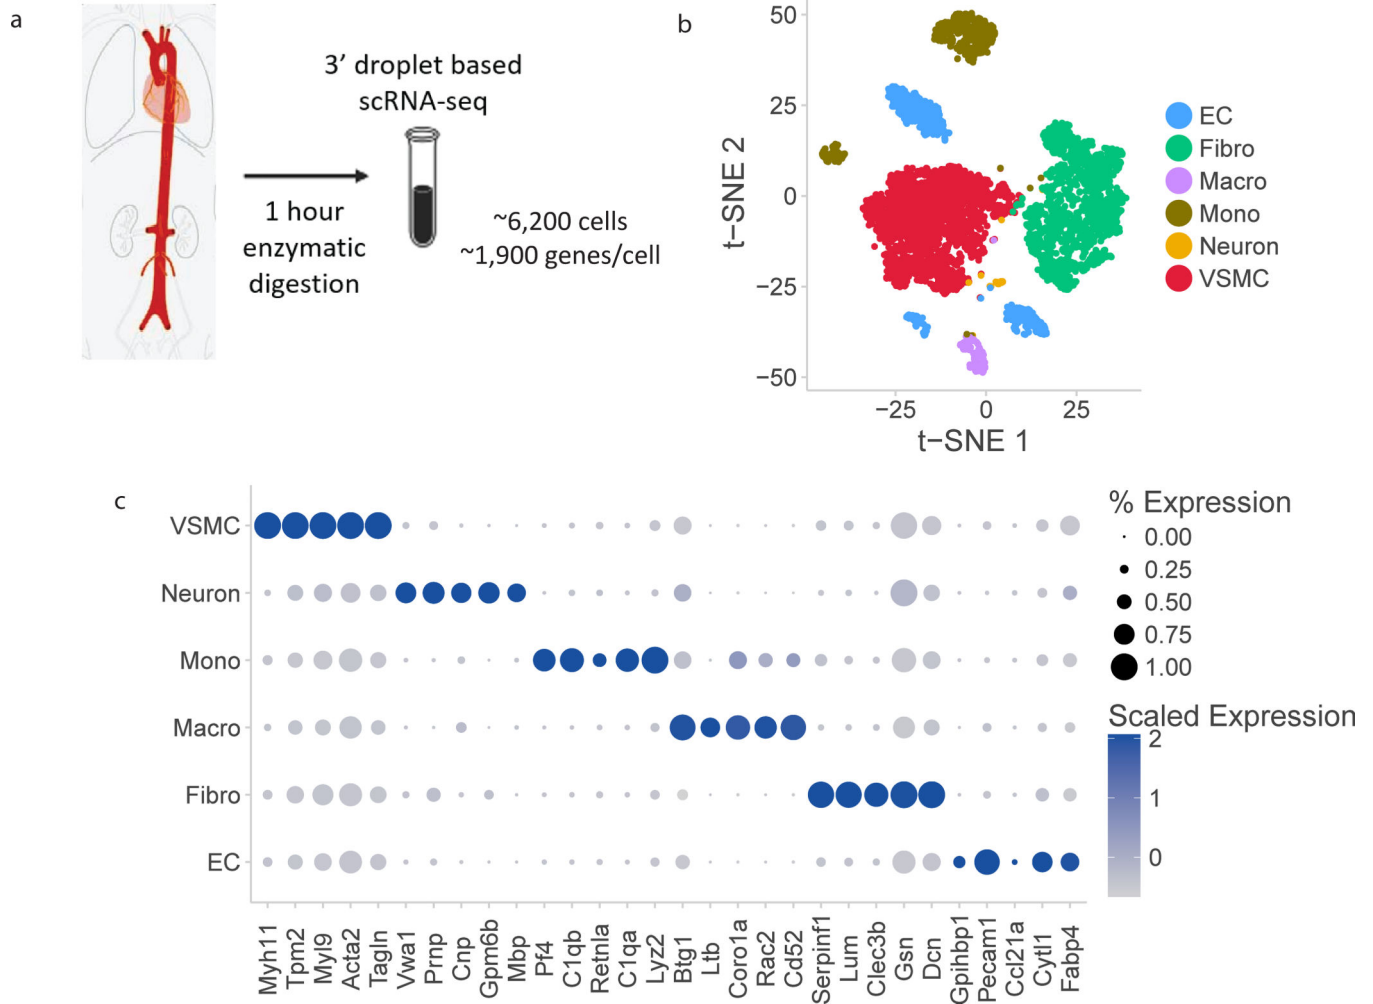 a
3’ droplet based
scRNA-seq
1 hour
enzymatic
digestion
~6,200 cells
~1,900 genes/cell
b
50
25
0
−25
−50
t−SNE 2
−25 0 25
t−SNE 1
EC
Fibro
Macro
Mono
Neuron
VSMC
c
VSMC
Neuron
Mono
Macro
Fibro
EC
Myh11
Tpm2
Myl9
Acta2
Tagln
Vwa1
Prnp
Cnp
Gpm6b
Mbp
Pf4
C1qb
Retnla
C1qa
Lyz2
Btg1
Ltb
Coro1a
Rac2
Cd52
Serpinf1
Lum
Clec3b
Gsn
Dcn
Gpihbp1
Pecam1
Ccl21a
Cytl1
Fabp4
% Expression
0.00
0.25
0.50
0.75
1.00
Scaled Expression
2
1
0